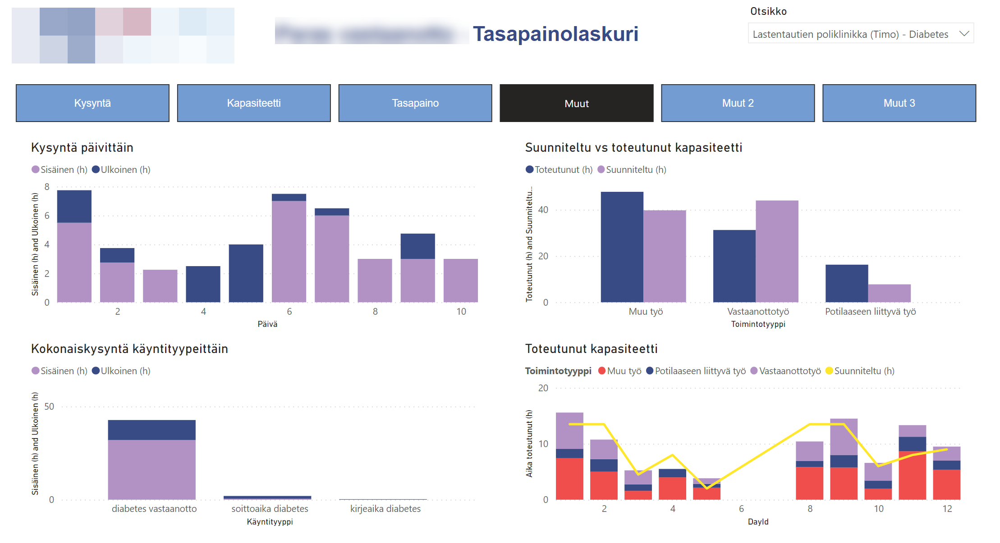 Otsikko
Tasapainolaskuri
Lastentautien poliklinikka (Timo) - Diabetes
Kysyntä
Kapasiteetti
Tasapaino
Muut
Muut 2
Muut 3
Kysyntä päivittäin
Sisäinen (h) Ulkoinen (h)
Sisäinen (h) and Ulkoinen (h)
8
6
4
2
0
2 4 6 8 10
Päivä
Suunniteltu vs toteutunut kapasiteetti
Toteutunut (h) Suunniteltu (h)
Toteutunut (h) and Suunniteltu...
40
20
0
Muu työ Vastaanottotyö Potilaaseen liittyvä työ
Toimintotyyppi
Kokonaiskysyntä käyntityypeittäin
Sisäinen (h) Ulkoinen (h)
Sisäinen (h) and Ulkoinen (h)
50
0
diabetes vastaanotto soittoaika diabetes kirjeaika diabetes
Käyntityyppi
Toteutunut kapasiteetti
Toimintotyyppi Muu työ Potilaaseen liittyvä työ Vastaanottotyö Suunniteltu (h)
Aika toteutunut (h)
20
10
0
2 4 6 8 10 12
DayId